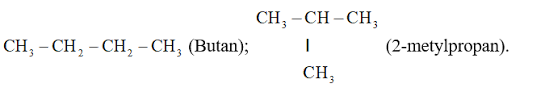 CH₃ – CH – CH₃
CH₃ – CH₂ – CH₂ – CH₃ (Butan); | (2-metylpropan).
CH₃